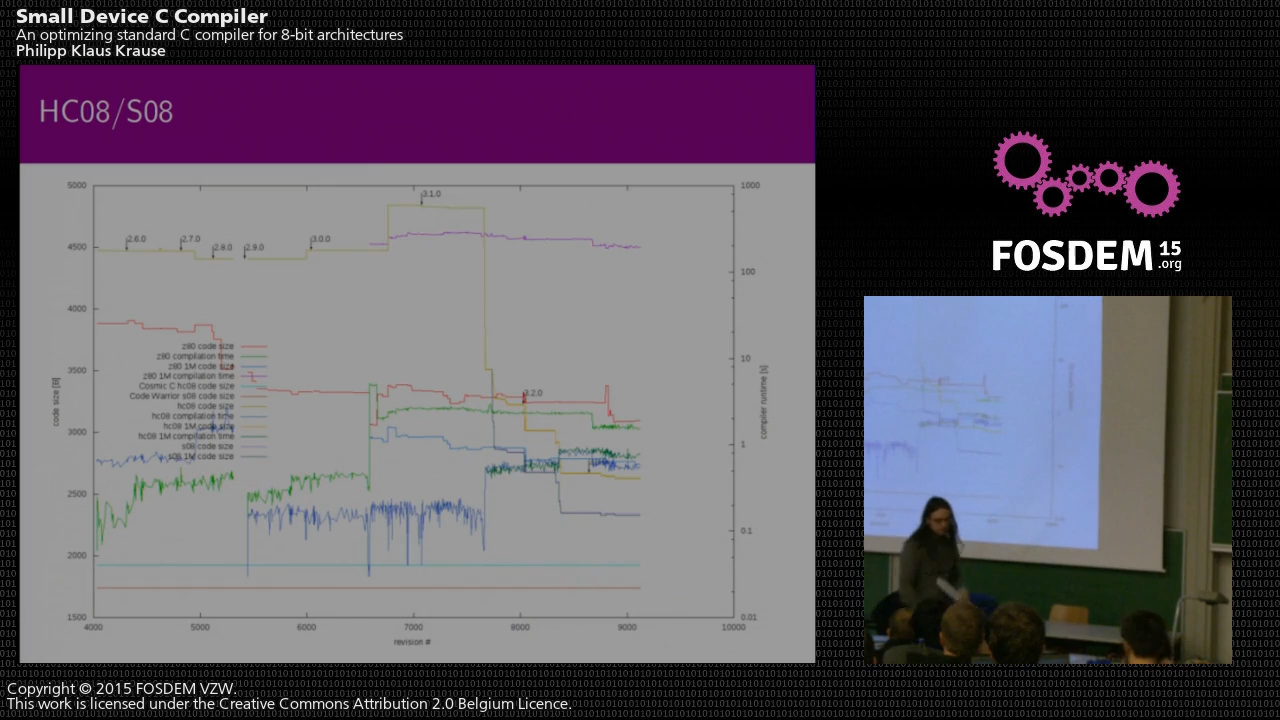 Small Device C Compiler
An optimizing standard C compiler for 8-bit architectures
Philipp Klaus Krause
HC08/S08
5000
4500
4000
3500
3000
2500
2000
1500
code size [B]
1000
100
10
1
0.1
0.01
compiler runtime [s]
2.6.0
2.7.0
2.8.0
2.9.0
3.0.0
3.1.0
3.2.0
z80 code size
z80 compilation time
z80 1M code size
z80 1M compilation time
Cosmic C hc08 code size
Code Warrior s08 code size
hc08 code size
hc08 compilation time
hc08 1M code size
hc08 1M compilation time
s08 code size
s08 1M code size
4000
5000
6000
7000
8000
9000
10000
revision #
FOSDEM 15
.org
Copyright © 2015 FOSDEM VZW.
This work is licensed under the Creative Commons Attribution 2.0 Belgium Licence.